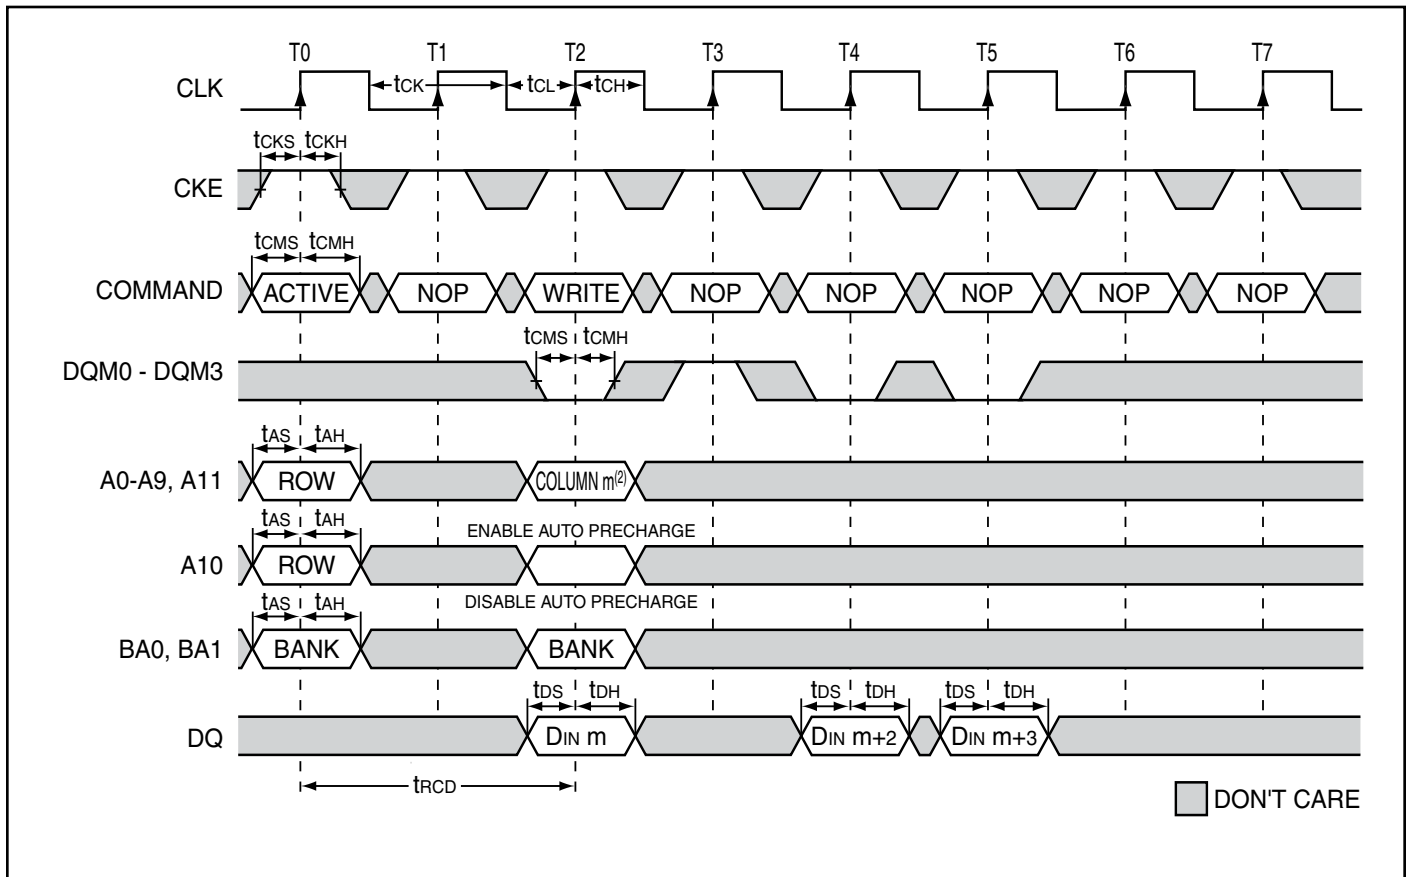 T0 T1 T2 T3 T4 T5 T6 T7
CLK tCK tCL tCH
tCKS tCKH
CKE
tCMS tCMH
COMMAND ACTIVE NOP WRITE NOP NOP NOP NOP NOP
tCMS tCMH
DQM0 - DQM3
tAS tAH
A0-A9, A11 ROW COLUMN m(2)
tAS tAH ENABLE AUTO PRECHARGE
A10 ROW
tAS tAH DISABLE AUTO PRECHARGE
BA0, BA1 BANK BANK
tDS tDH tDS tDH tDS tDH
DQ DIN m DIN m+2 DIN m+3
tRCD
DON'T CARE